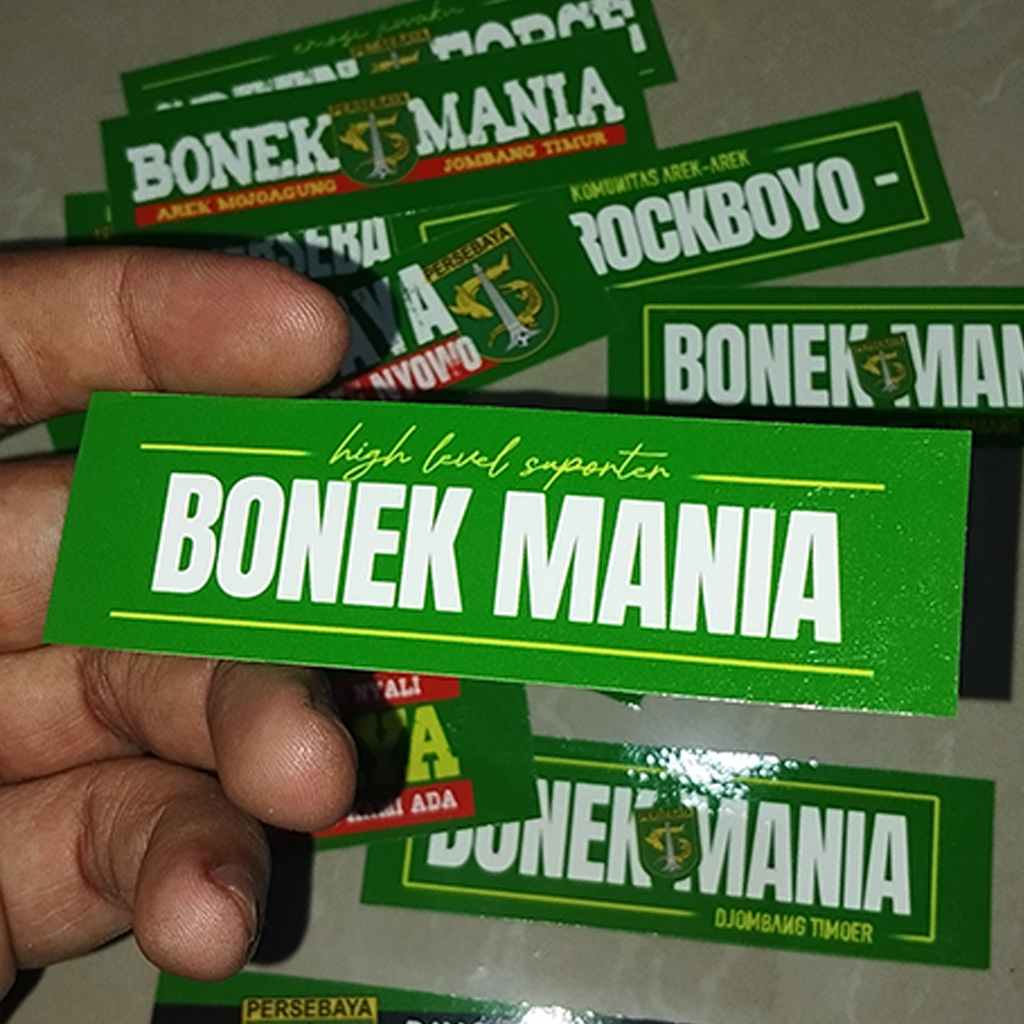 PERSEBAYA
BONEK MANIA
PERSEBAYA
AREK MOJOAGUNG
JOMBANG TIMUR
KOMUNITAS AREK-AREK
ROCKBOYO -
PERSEBAYA
BONEK MAN
high level suporter
BONEK MANIA
NYALI
ADA
BONEK MANIA
DJOMBANG TIMOER
PERSEBAYA